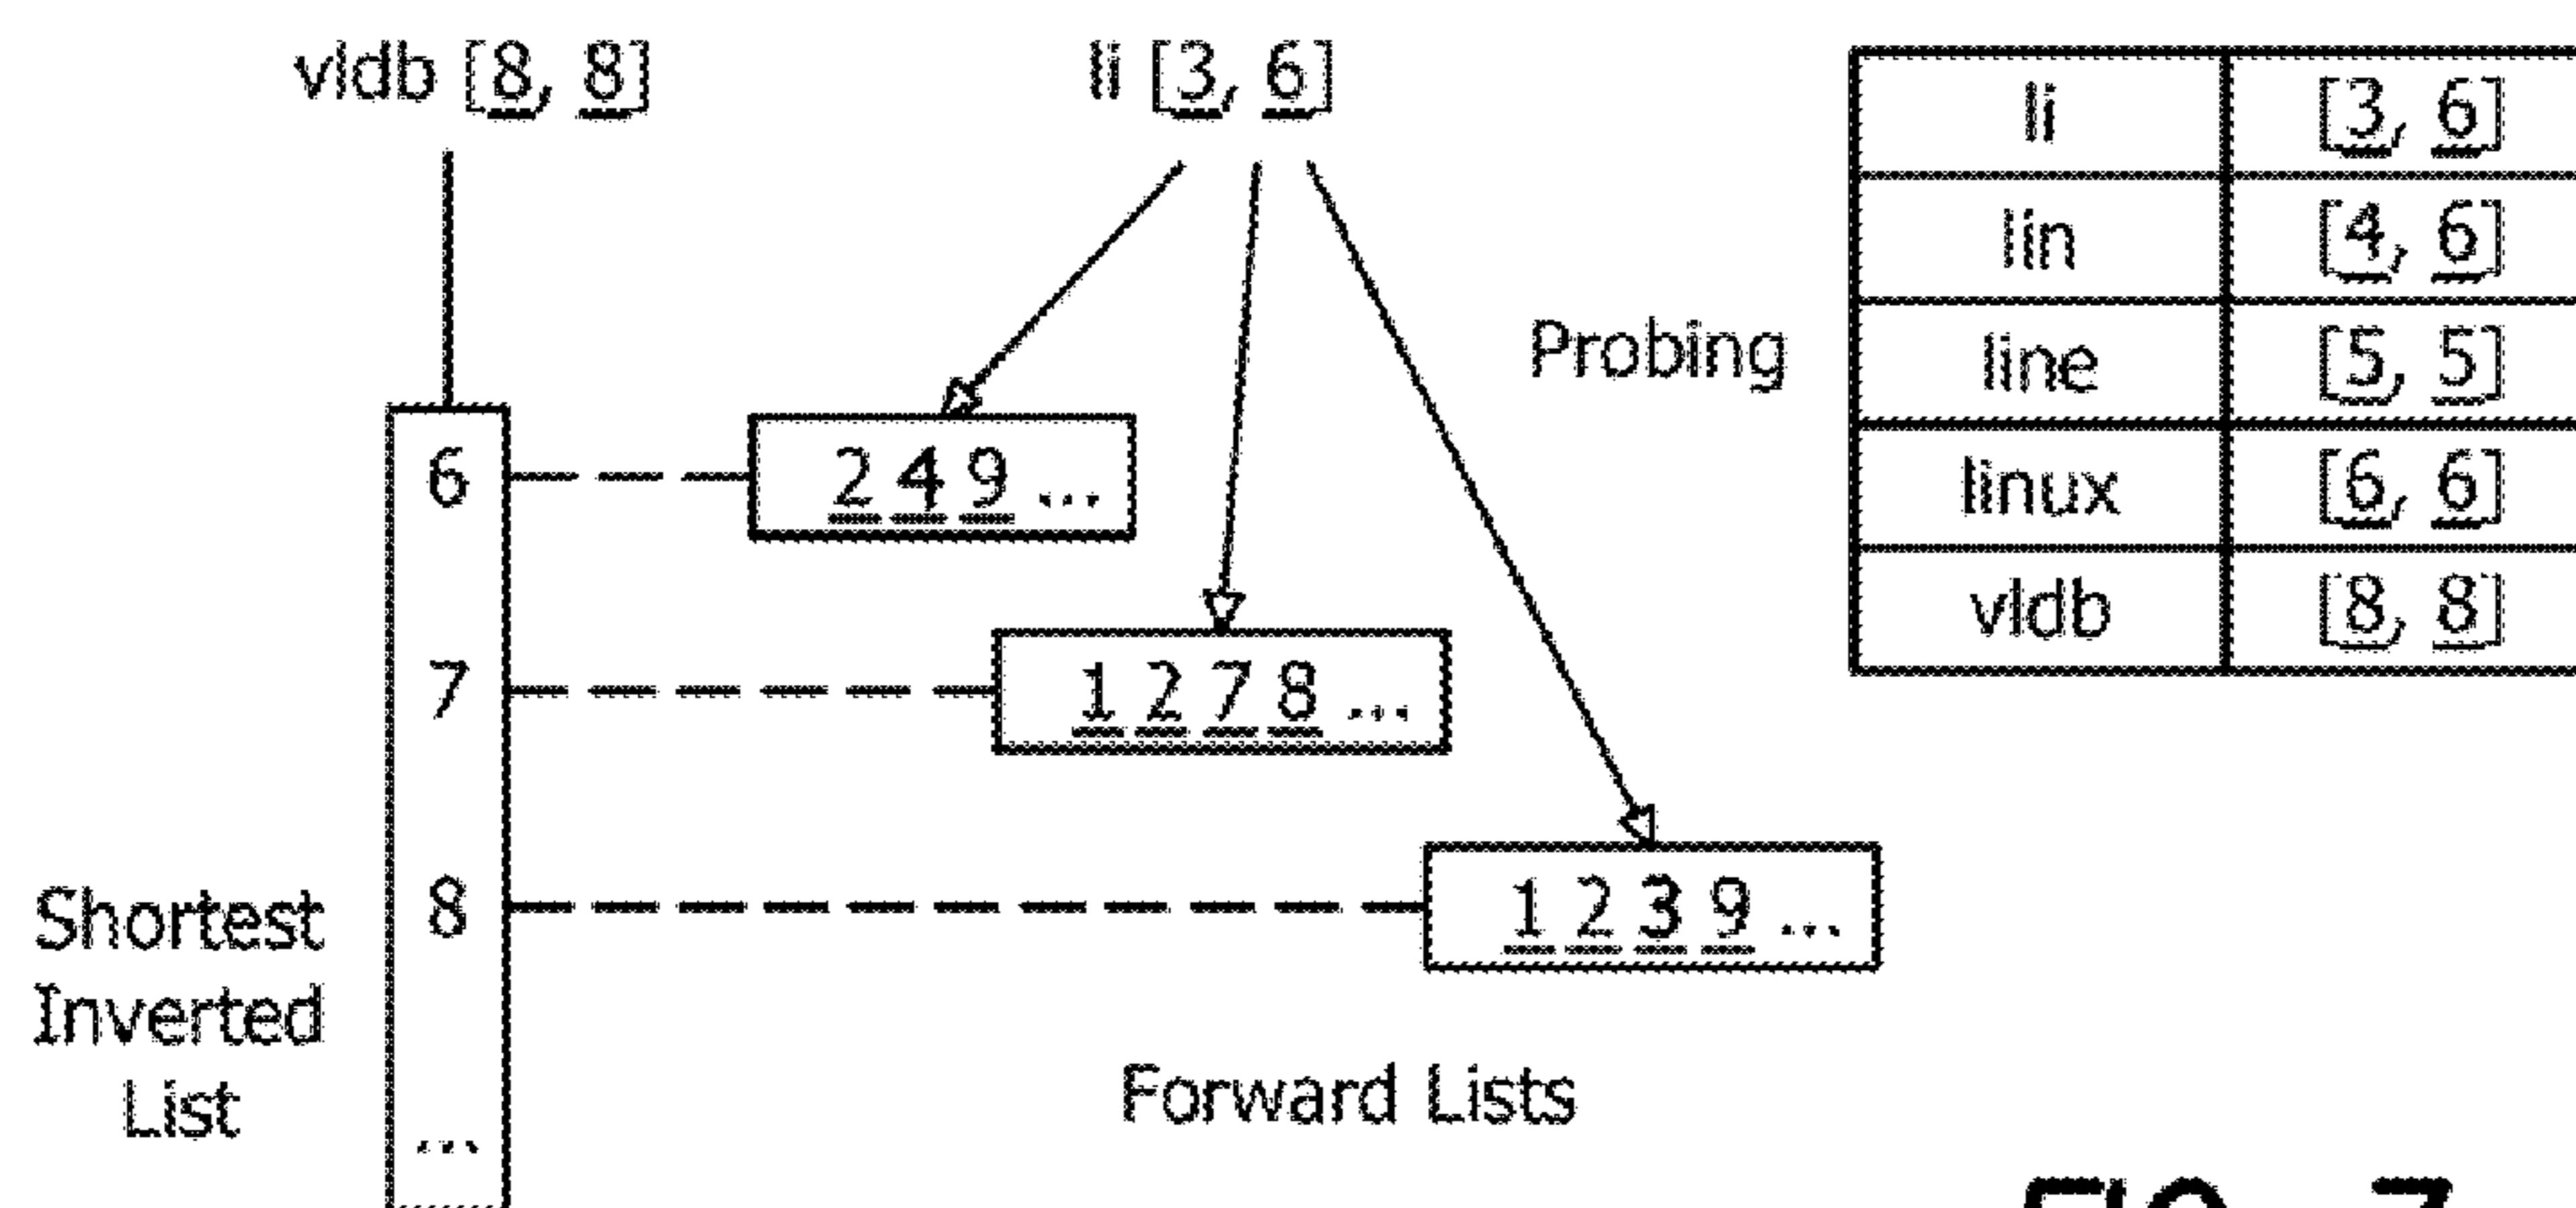 vldb [8, 8]
li [3, 6]
li [3, 6]
lin [4, 6]
line [5, 5]
linux [6, 6]
vldb [8, 8]
Probing
6
2 4 9 ...
7
1 2 7 8 ...
8
1 2 3 9 ...
...
Shortest
Inverted
List
Forward Lists